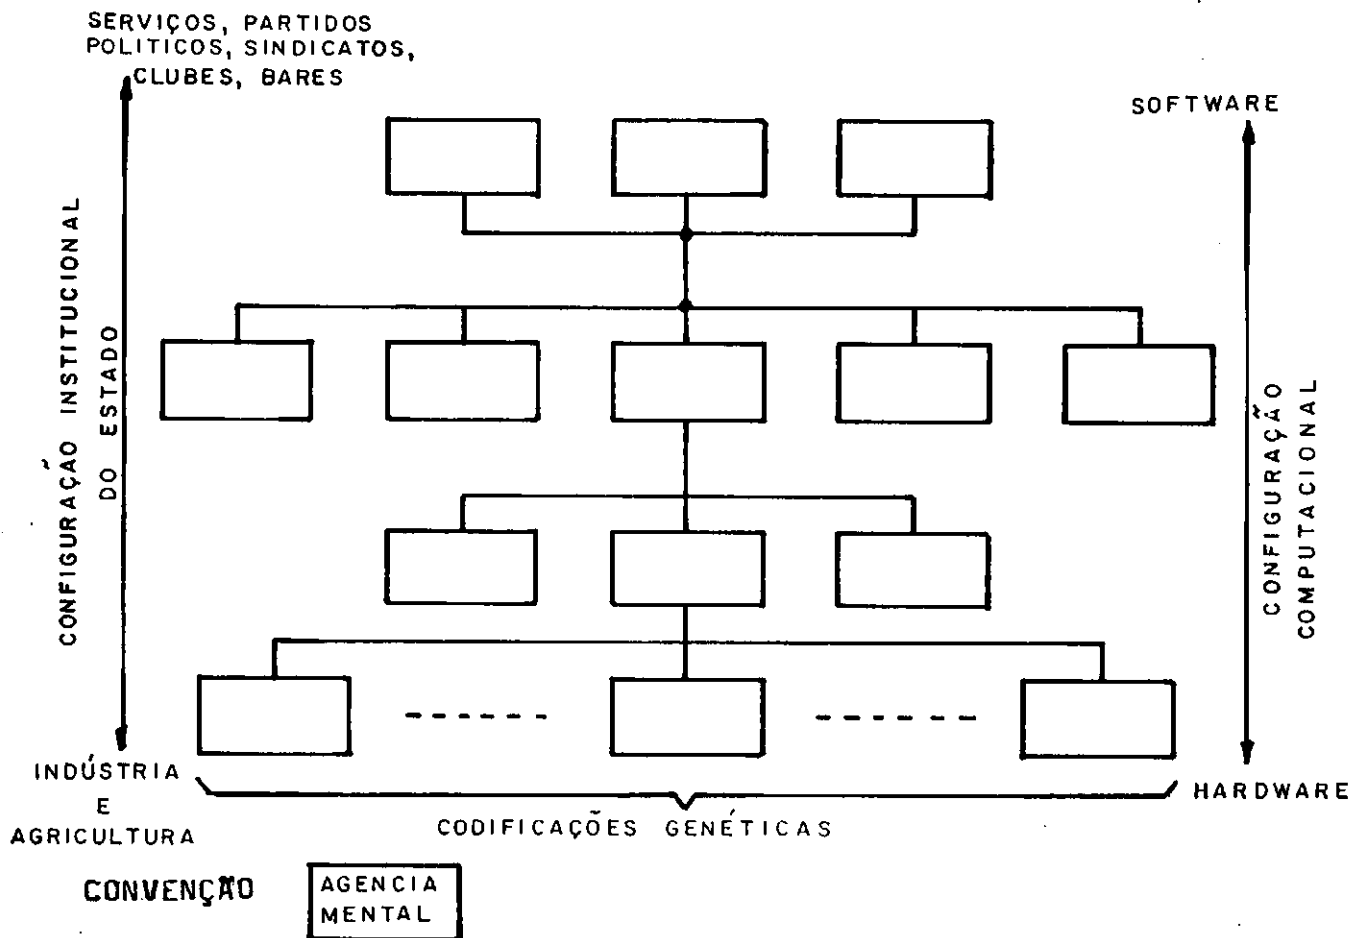 SERVIÇOS, PARTIDOS
POLITICOS, SINDICATOS,
CLUBES, BARES
SOFTWARE
CONFIGURAÇÃO INSTITUCIONAL
DO ESTADO
CONFIGURAÇÃO
COMPUTACIONAL
INDÚSTRIA
E
AGRICULTURA
HARDWARE
CODIFICAÇÕES GENÉTICAS
CONVENÇÃO
AGENCIA
MENTAL